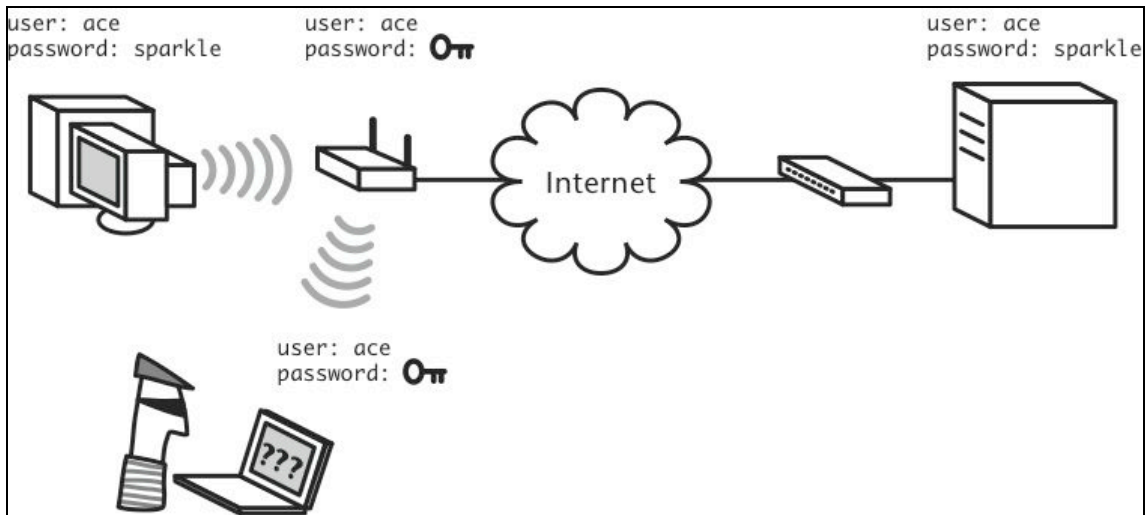 user: ace
password: sparkle
user: ace
password:
user: ace
password: sparkle
Internet
user: ace
password:
???